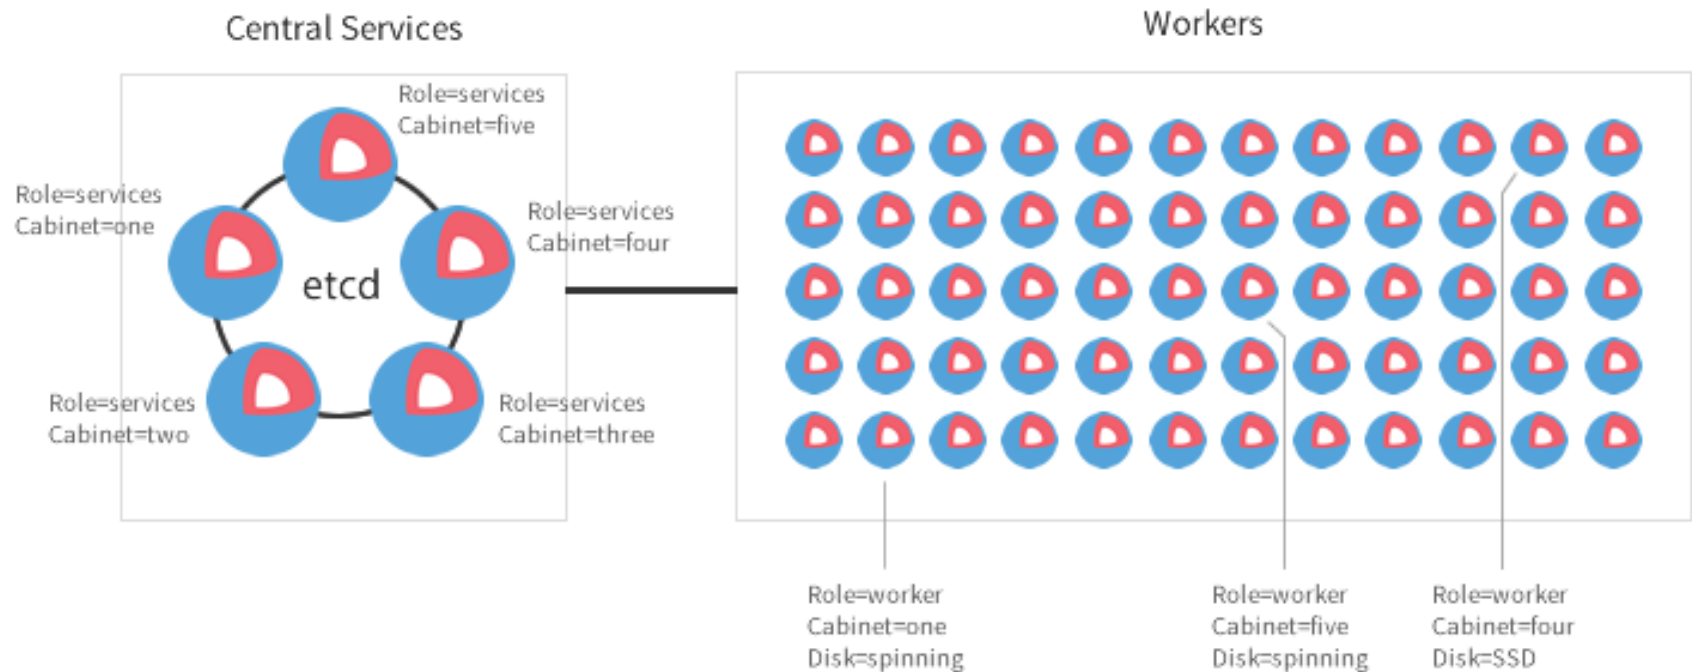 Central Services
Workers
Role=services
Cabinet=five
Role=services
Cabinet=one
Role=services
Cabinet=four
etcd
Role=services
Cabinet=two
Role=services
Cabinet=three
Role=worker
Cabinet=one
Disk=spinning
Role=worker
Cabinet=five
Disk=spinning
Role=worker
Cabinet=four
Disk=SSD